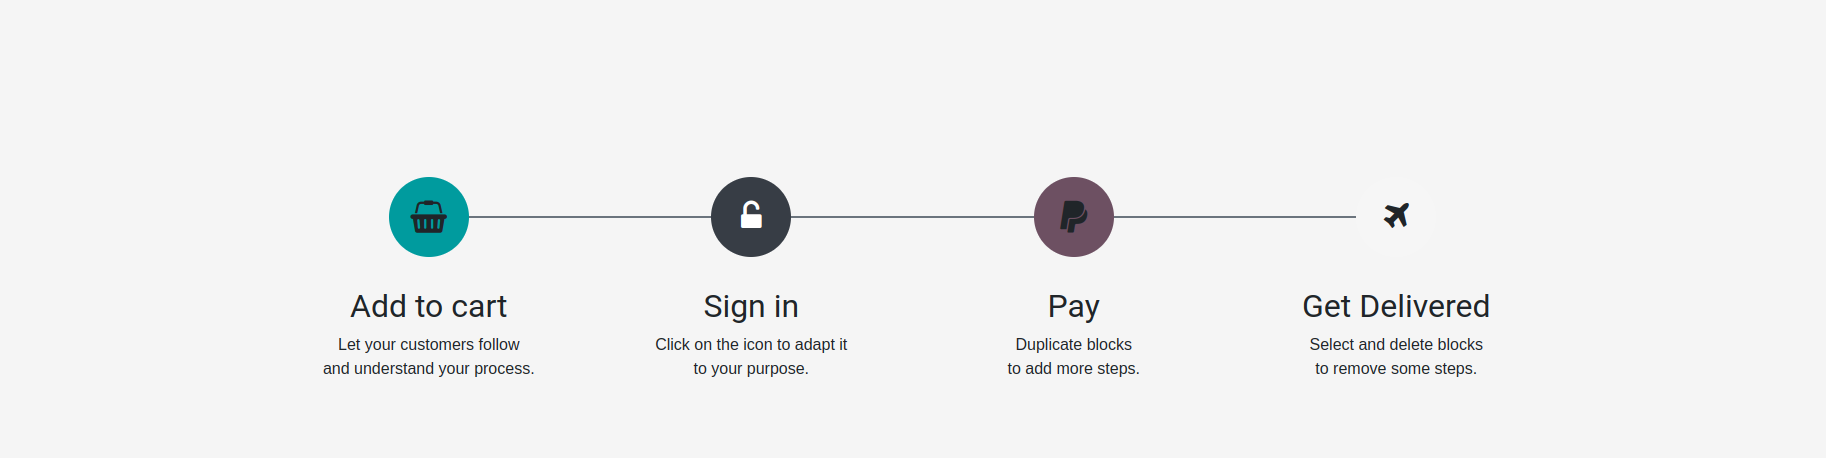 Add to cart
Let your customers follow
and understand your process.
Sign in
Click on the icon to adapt it
to your purpose.
Pay
Duplicate blocks
to add more steps.
Get Delivered
Select and delete blocks
to remove some steps.